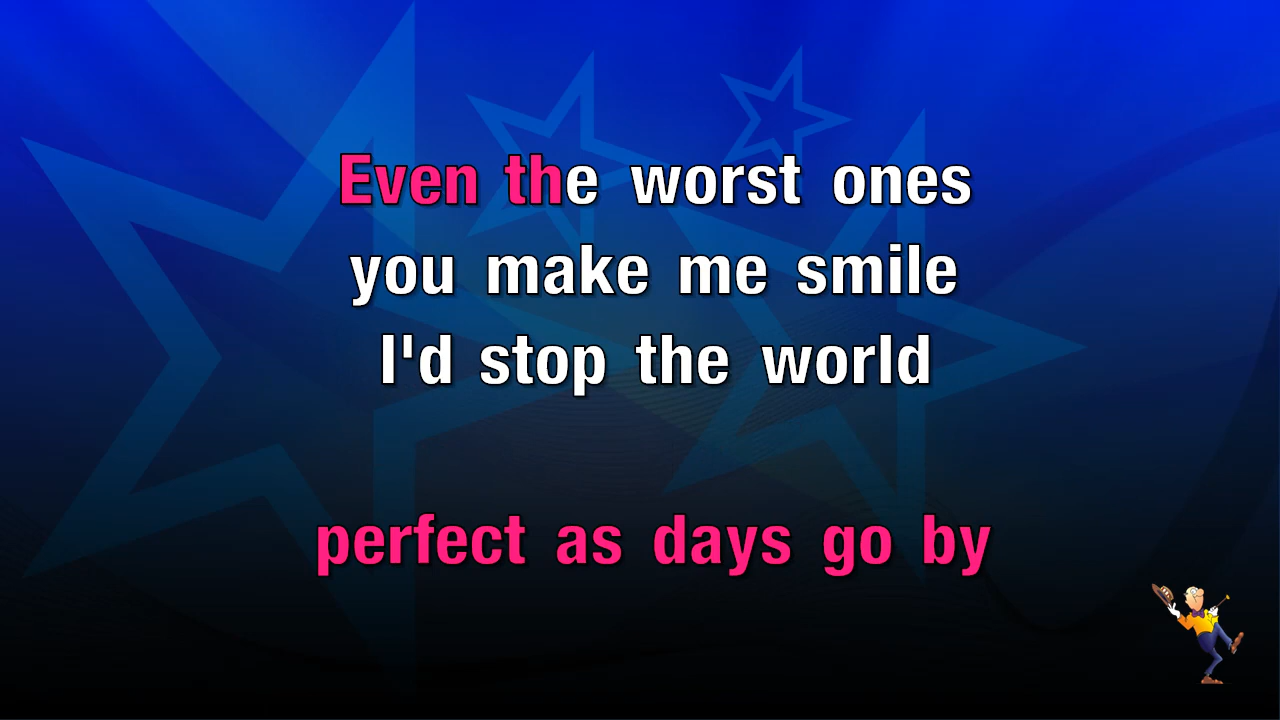 Even the worst ones
you make me smile
I'd stop the world
perfect as days go by